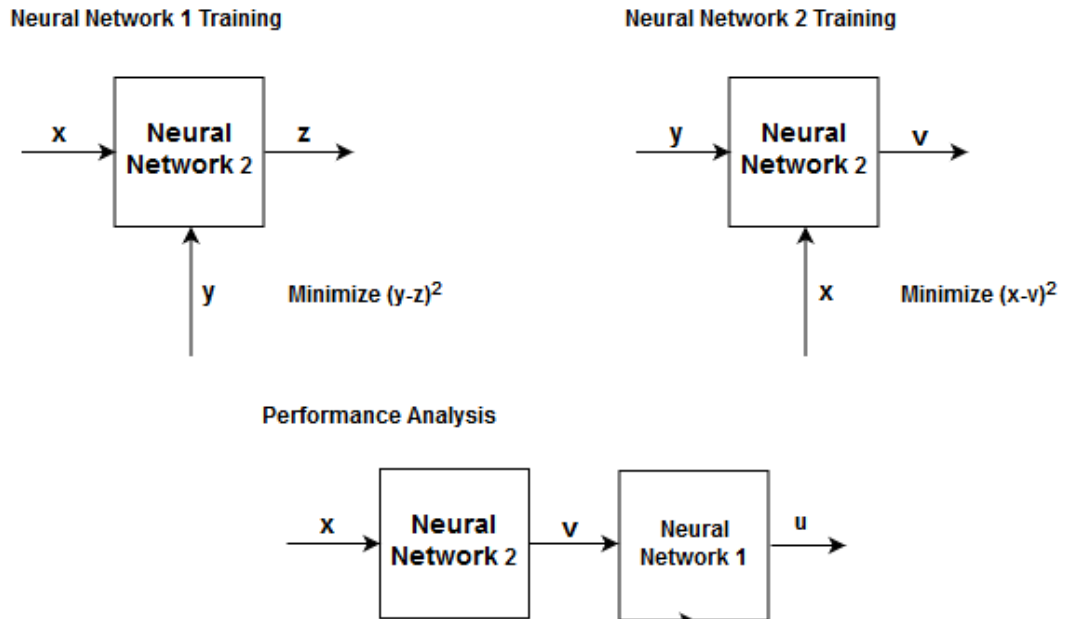 Neural Network 1 Training
Neural Network 2 Training
x
Neural
Network 2
z
y
Minimize (y-z)²
y
Neural
Network 2
v
x
Minimize (x-v)²
Performance Analysis
x
Neural
Network 2
v
Neural
Network 1
u